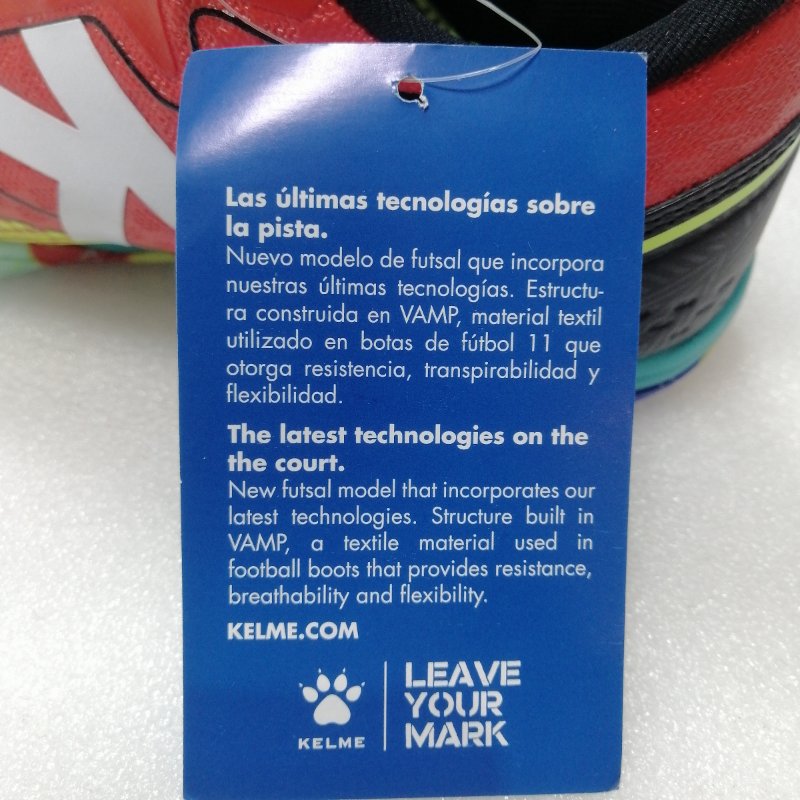 Las últimas tecnologías sobre
la pista.
Nuevo modelo de futsal que incorpora
nuestras últimas tecnologías. Estructu-
ra construida en VAMP, material textil
utilizado en botas de fútbol 11 que
otorga resistencia, transpirabilidad y
flexibilidad.
The latest technologies on the
the court.
New futsal model that incorporates our
latest technologies. Structure built in
VAMP, a textile material used in
football boots that provides resistance,
breathability and flexibility.
KELME.COM
KELME
LEAVE
YOUR
MARK